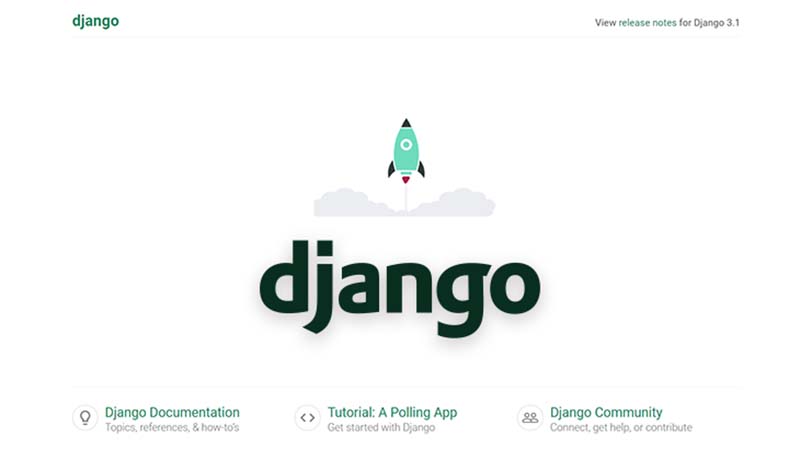 django
View release notes for Django 3.1
django
Django Documentation
Topics, references, & how-to's
Tutorial: A Polling App
Get started with Django
Django Community
Connect, get help, or contribute